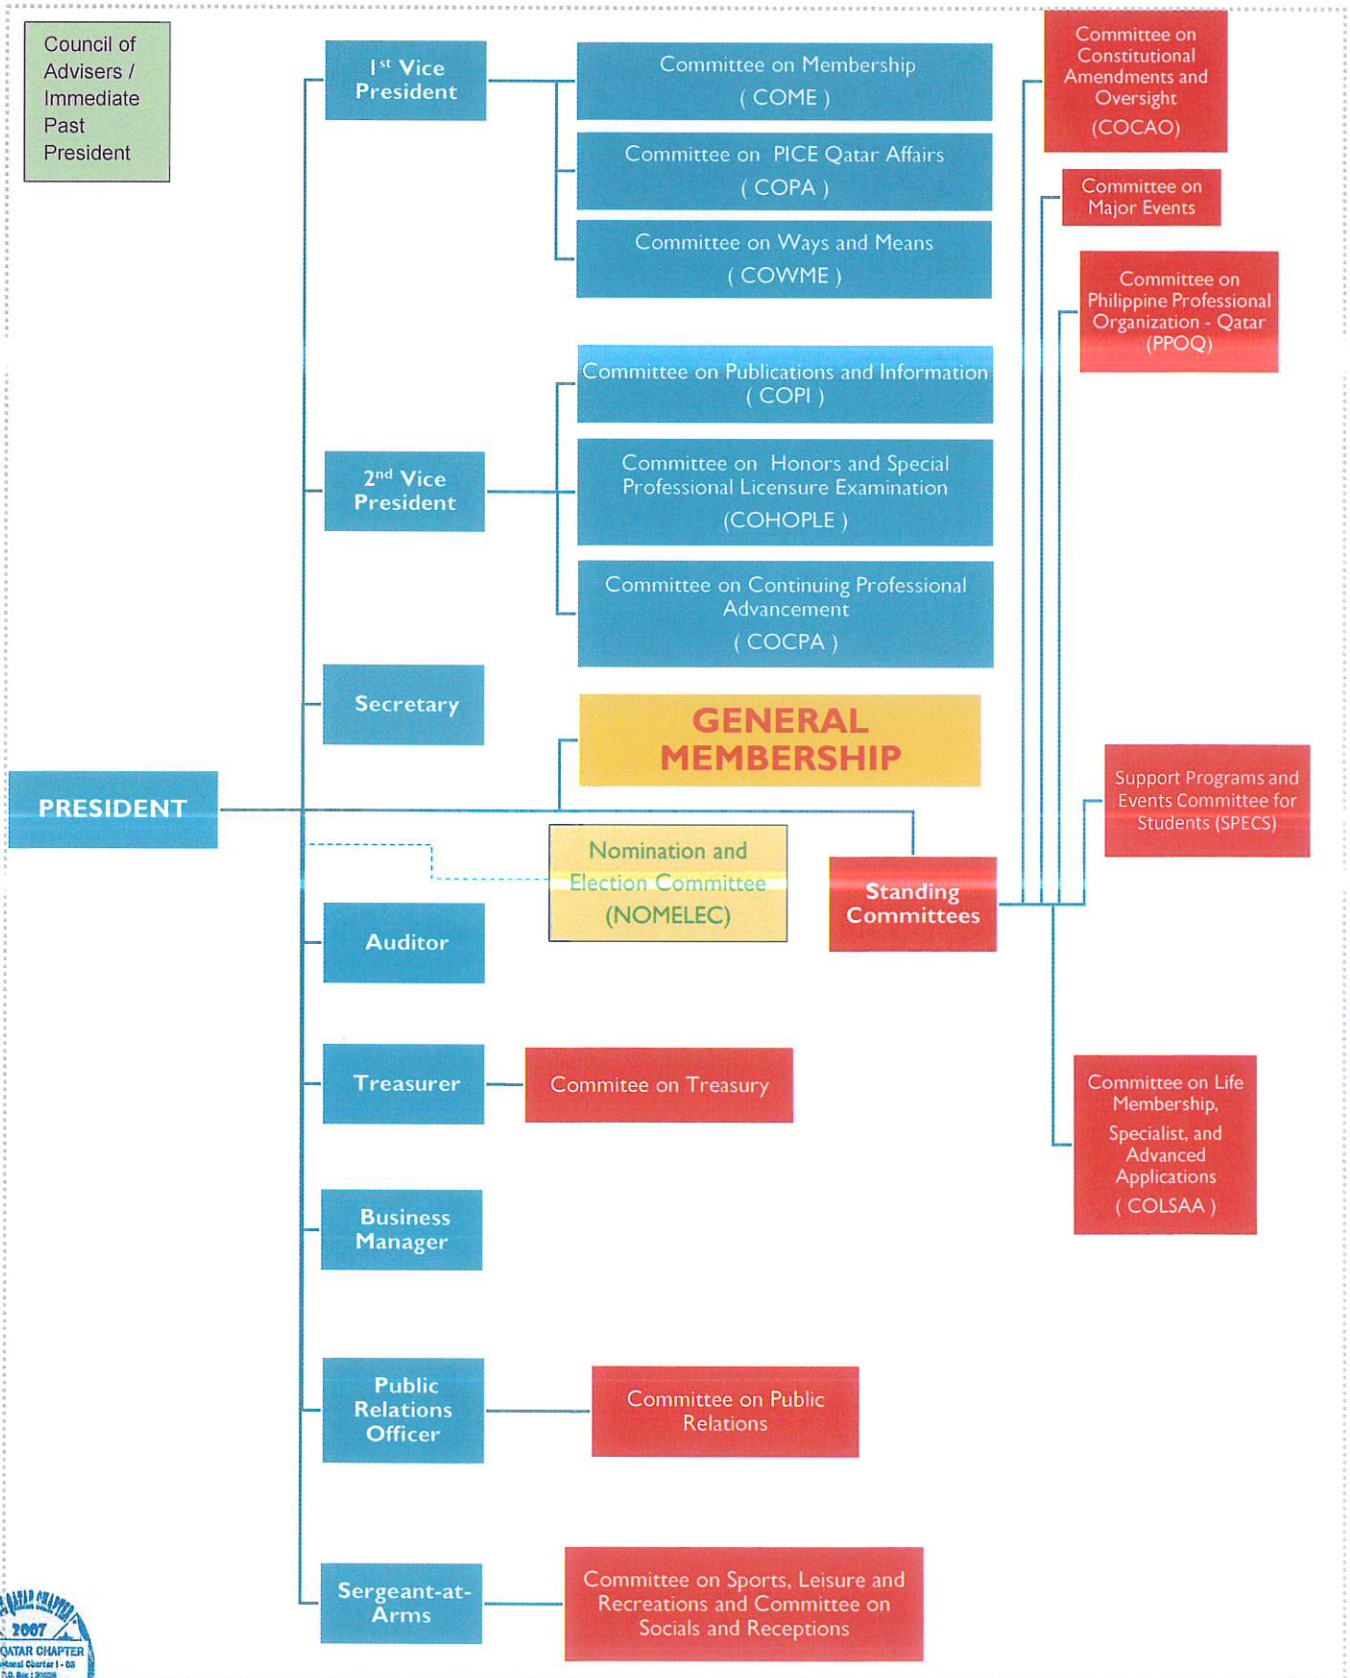 Council of
Advisers /
Immediate
Past
President
1st Vice
President
Committee on Membership
( COME )
Committee on PICE Qatar Affairs
( COPA )
Committee on Ways and Means
( COWME )
Committee on
Constitutional
Amendments and
Oversight
(COCAO)
Committee on
Major Events
Committee on
Philippine Professional
Organization - Qatar
(PPOQ)
2nd Vice
President
Committee on Publications and Information
( COPI )
Committee on Honors and Special
Professional Licensure Examination
(COHOPLE )
Committee on Continuing Professional
Advancement
( COCPA )
Secretary
GENERAL
MEMBERSHIP
PRESIDENT
Nomination and
Election Committee
(NOMELEC)
Standing
Committees
Support Programs and
Events Committee for
Students (SPECS)
Auditor
Treasurer
Commitee on Treasury
Committee on Life
Membership,
Specialist, and
Advanced
Applications
( COLSAA )
Business
Manager
Public
Relations
Officer
Committee on Public
Relations
Sergeant-at-
Arms
Committee on Sports, Leisure and
Recreations and Committee on
Socials and Receptions
QATAR CHAPTER
2007
QATAR CHAPTER